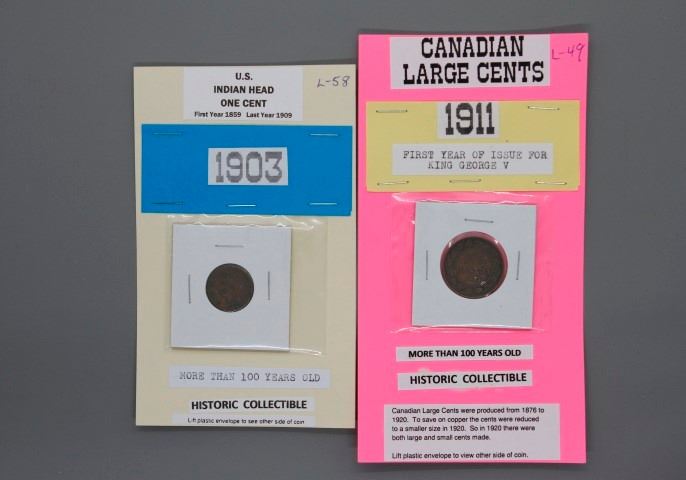 U.S.
INDIAN HEAD
ONE CENT
First Year 1859 Last Year 1909
L-58
1903
MORE THAN 100 YEARS OLD
HISTORIC COLLECTIBLE
Lift plastic envelope to see other side of coin
CANADIAN
LARGE CENTS
L-49
1911
FIRST YEAR OF ISSUE FOR
KING GEORGE V
MORE THAN 100 YEARS OLD
HISTORIC COLLECTIBLE
Canadian Large Cents were produced from 1876 to
1920. To save on copper the cents were reduced
to a smaller size in 1920. So in 1920 there were
both large and small cents made.
Lift plastic envelope to view other side of coin.